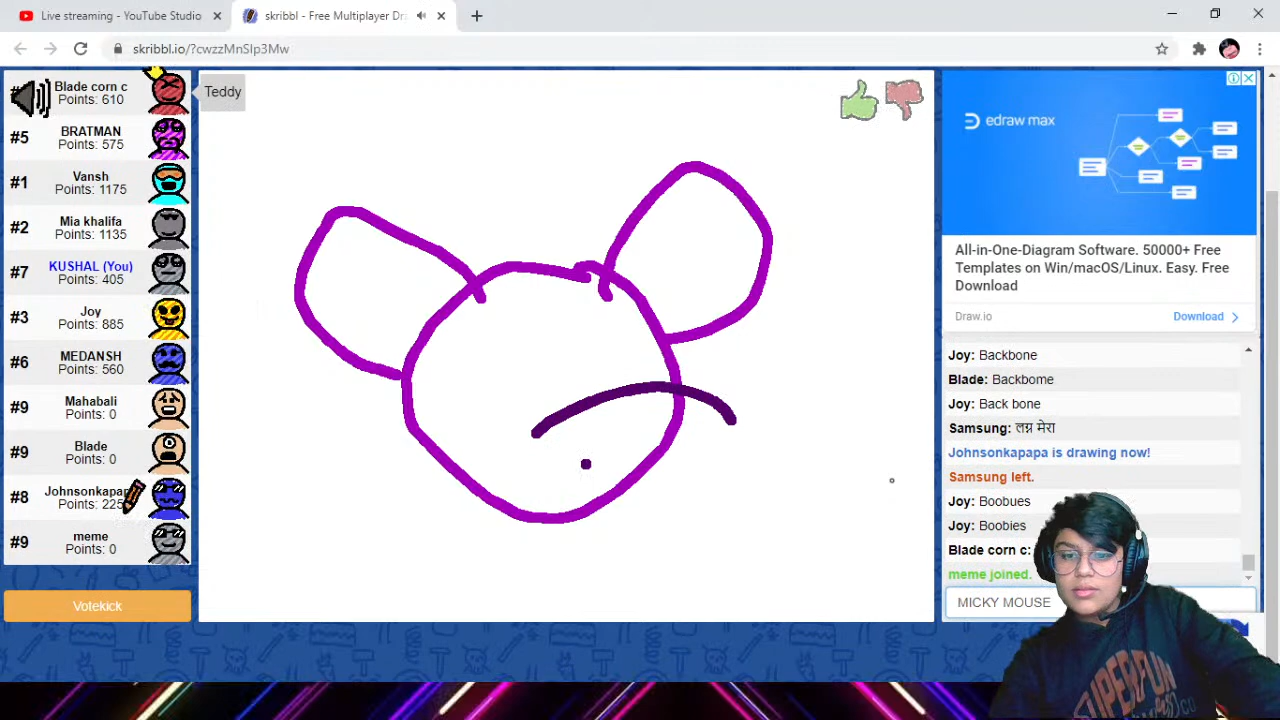 Live streaming - YouTube Studio
skribbl - Free Multiplayer Dra
skribbl.io/?cwzzMnSlp3Mw
Blade corn c
Points: 610
Teddy
#5
BRATMAN
Points: 575
#1
Vansh
Points: 1175
#2
Mia khalifa
Points: 1135
#7
KUSHAL (You)
Points: 405
#3
Joy
Points: 885
#6
MEDANSH
Points: 560
#9
Mahabali
Points: 0
#9
Blade
Points: 0
#8
Johnsonkapap
Points: 225
#9
meme
Points: 0
Votekick
edraw max
All-in-One-Diagram Software. 50000+ Free
Templates on Win/macOS/Linux. Easy. Free
Download
Draw.io
Download
Joy: Backbone
Blade: Backbome
Joy: Back bone
Samsung: लग्न मेरा
Johnsonkapapa is drawing now!
Samsung left.
Joy: Boobues
Joy: Boobies
Blade corn c:
meme joined.
MICKY MOUSE
SUPERFUN